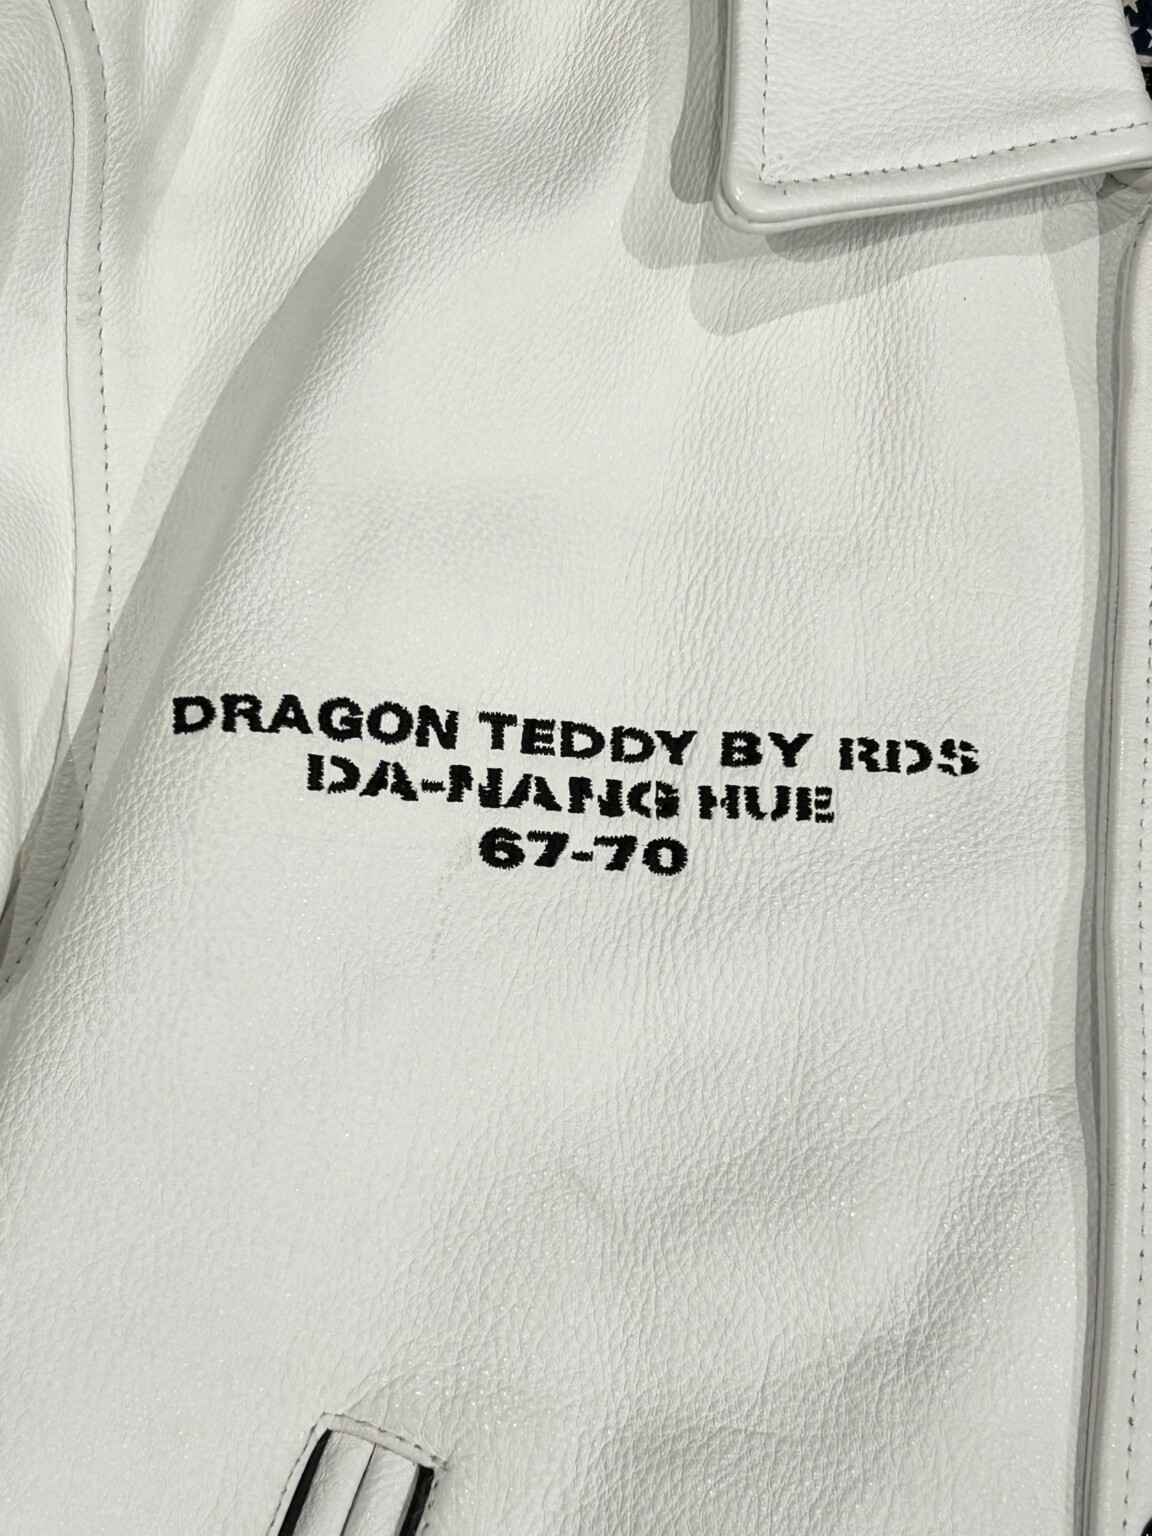 DRAGON TEDDY BY RDS
DA-NANG HUE
67-70